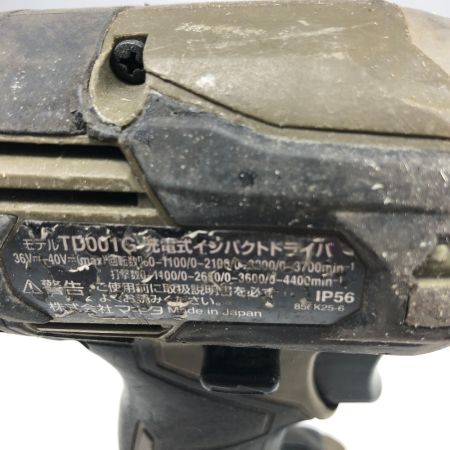 モデルTD001G 充電式インパクトドライバ
36V⎓-40V⎓(max) 回転数 0-1100/0-2100/0-3200/0-3700min⁻¹
打撃数 0-1100/0-2600/0-3600/0-4400min⁻¹
⚠警告 ・ご使用前に取扱説明書を必ず
よくお読みください。
IP56
株式会社 マキタ Made in Japan
856K25-6